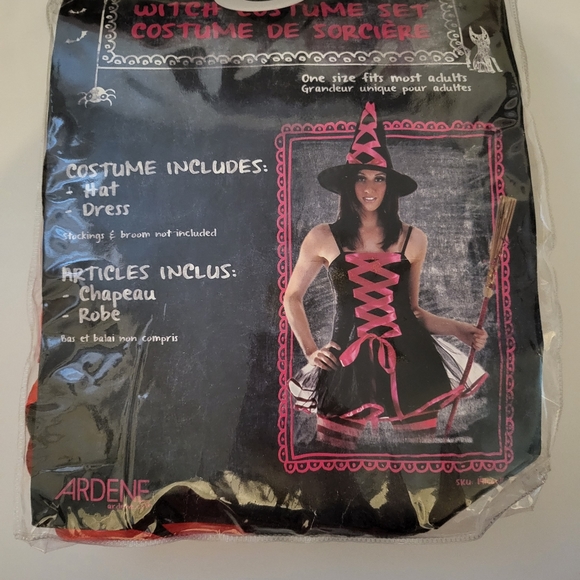 WITCH COSTUME SET
COSTUME DE SORCIÈRE
One size fits most adults
Grandeur unique pour adultes
COSTUME INCLUDES:
- Hat
- Dress
Stockings & broom not included
ARTICLES INCLUS:
- Chapeau
- Robe
Bas et balai non compris
ARDENE
SKU: